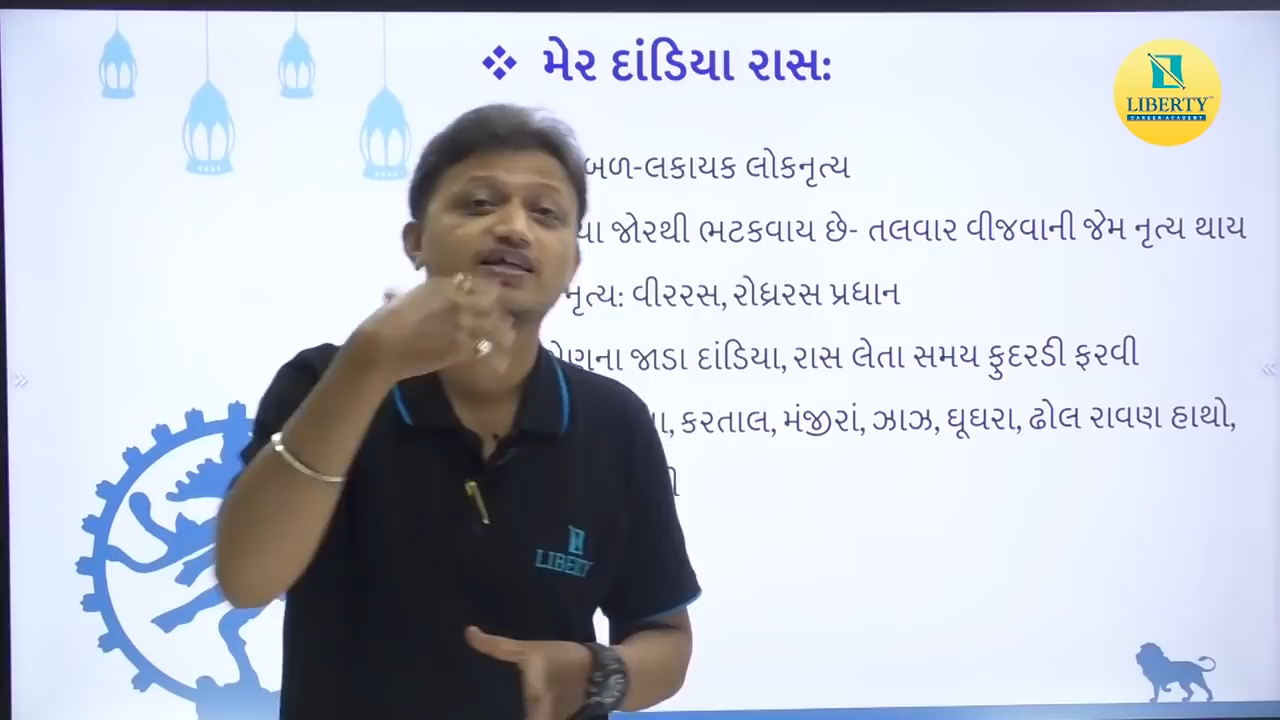 ❖ મેર દાંડિયા રાસ:
LIBERTY
CAREER ACADEMY
બળ-લકાયક લોકનૃત્ય
જોરથી ભટકવાય છે- તલવાર વીજવાની જેમ નૃત્ય થાય
નૃત્ય: વીરરસ, રોધ્રરસ પ્રધાન
જાડા દાંડિયા, રાસ લેતા સમય ફુદરડી ફરવી
કરતાલ, મંજીરાં, ઝાઝ, ઘૂઘરા, ઢોલ રાવણ હાથો,
LIBERTY